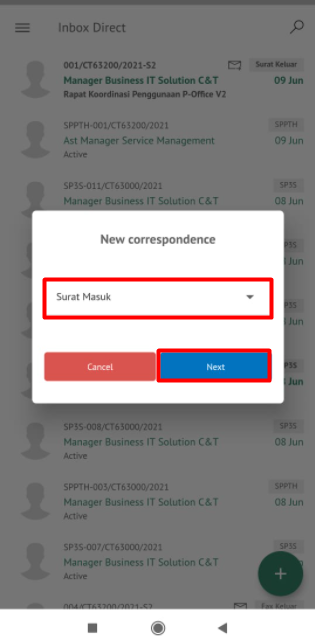 Inbox Direct
001/CT63200/2021-S2 Surat Keluar
Manager Business IT Solution C&T 09 Jun
Rapat Koordinasi Penggunaan P-Office V2
SPPTH-001/CT63200/2021 SPPTH
Ast Manager Service Management 09 Jun
Active
SP3S-011/CT63000/2021 SP3S
Manager Business IT Solution C&T 08 Jun
New correspondence
Surat Masuk
Cancel Next
SP3S-008/CT63000/2021 SP3S
Manager Business IT Solution C&T 08 Jun
Active
SPPTH-003/CT63000/2021 SPPTH
Manager Business IT Solution C&T 08 Jun
Active
SP3S-007/CT63000/2021 SP3S
Manager Business IT Solution C&T
Active
004/CT63200/2021-S2 Fax Keluar